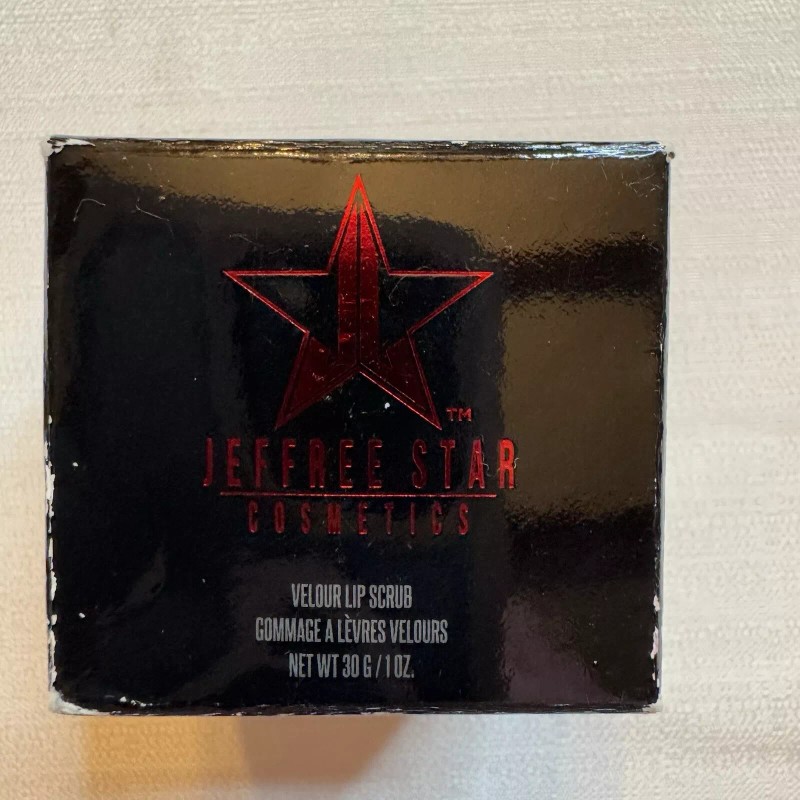 TM
JEFFREE STAR
COSMETICS
VELOUR LIP SCRUB
GOMMAGE A LÈVRES VELOURS
NET WT 30 G / 1 OZ.